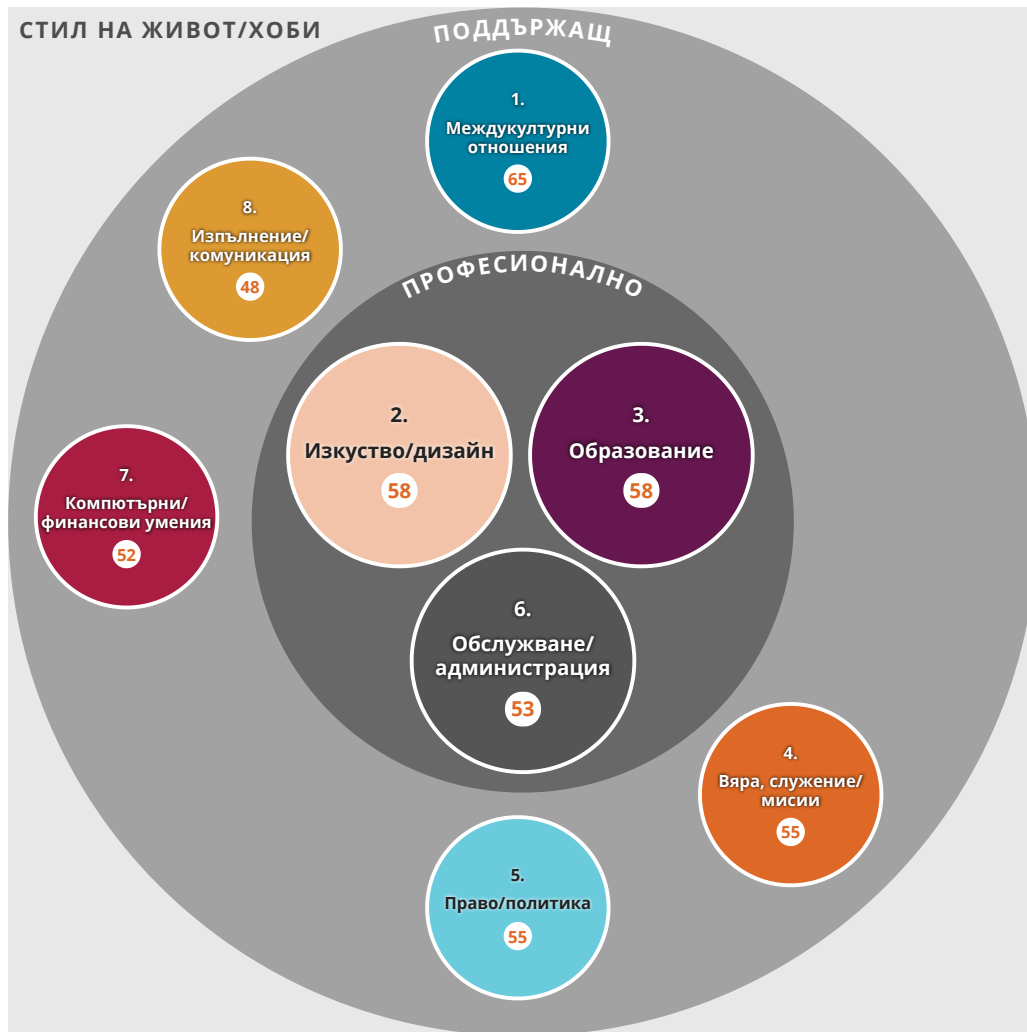 СТИЛ НА ЖИВОТ/ХОБИ
ПОДДЪРЖАЩ
1.
Междукултурни
отношения
65
8.
Изпълнение/
комуникация
48
ПРОФЕСИОНАЛНО
2.
Изкуство/дизайн
58
3.
Образование
58
7.
Компютърни/
финансови умения
52
6.
Обслужване/
администрация
53
4.
Вяра, служение/
мисии
55
5.
Право/политика
55